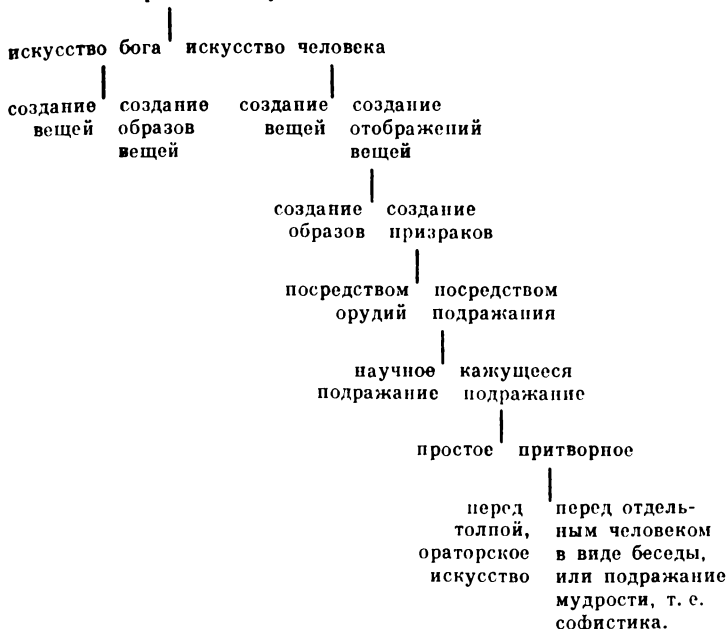 искусство бога искусство человека
создание создание создание создание
вещей образов вещей отображений
вещей вещей
создание создание
образов призраков
посредством посредством
орудий подражания
научное кажущееся
подражание подражание
простое притворное
перед перед отдель-
толпой, ным человеком
ораторское в виде беседы,
искусство или подражание
мудрости, т. е.
софистика.